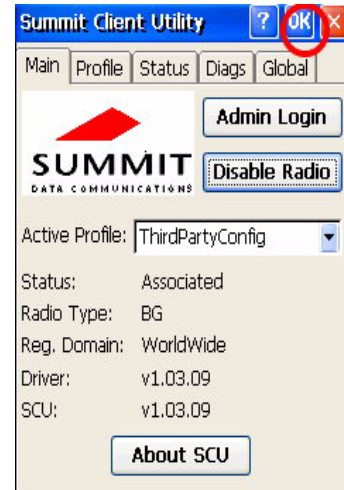 Summit Client Utility ? OK ×
Main Profile Status Diags Global
Admin Login
SUMMIT
DATA COMMUNICATIONS
Disable Radio
Active Profile: ThirdPartyConfig
Status: Associated
Radio Type: BG
Reg. Domain: WorldWide
Driver: v1.03.09
SCU: v1.03.09
About SCU